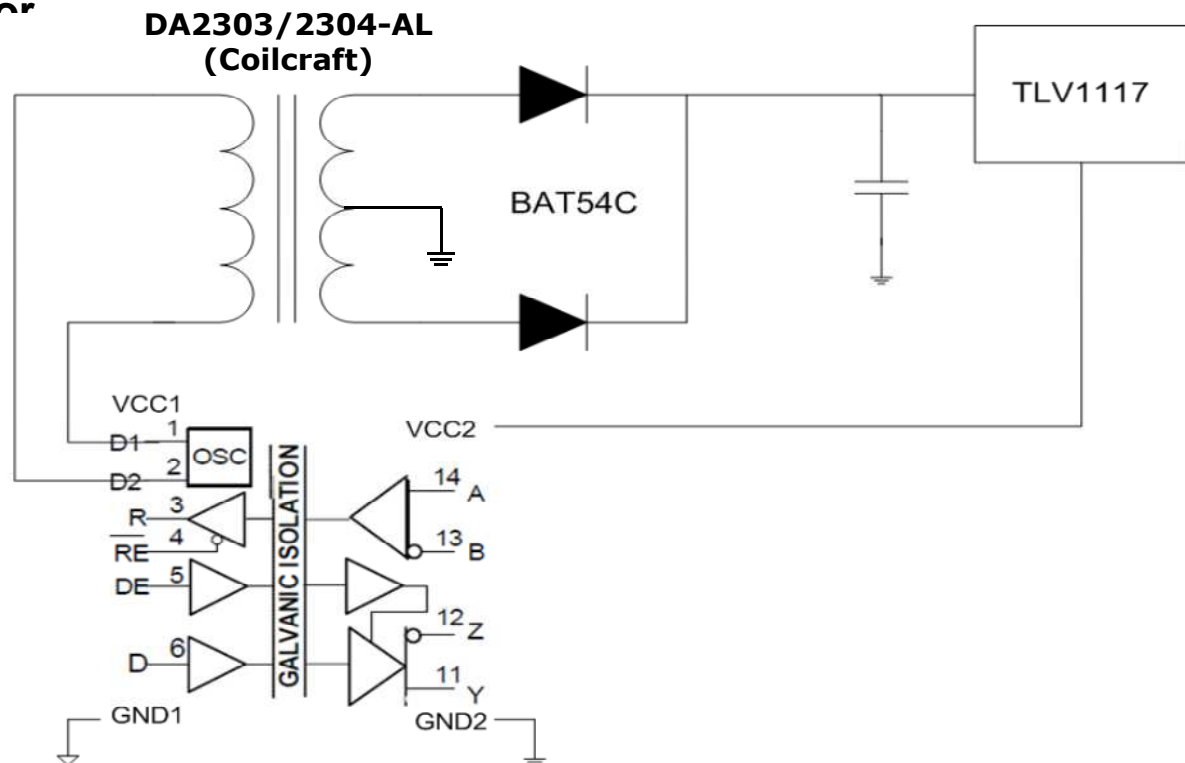 or
DA2303/2304-AL
(Coilcraft)
TLV1117
BAT54C
VCC1
VCC2
D1
1
OSC
D2
2
GALVANIC ISOLATION
14
A
R
3
RE
4
13
B
DE
5
12
Z
D
6
11
Y
GND1
GND2